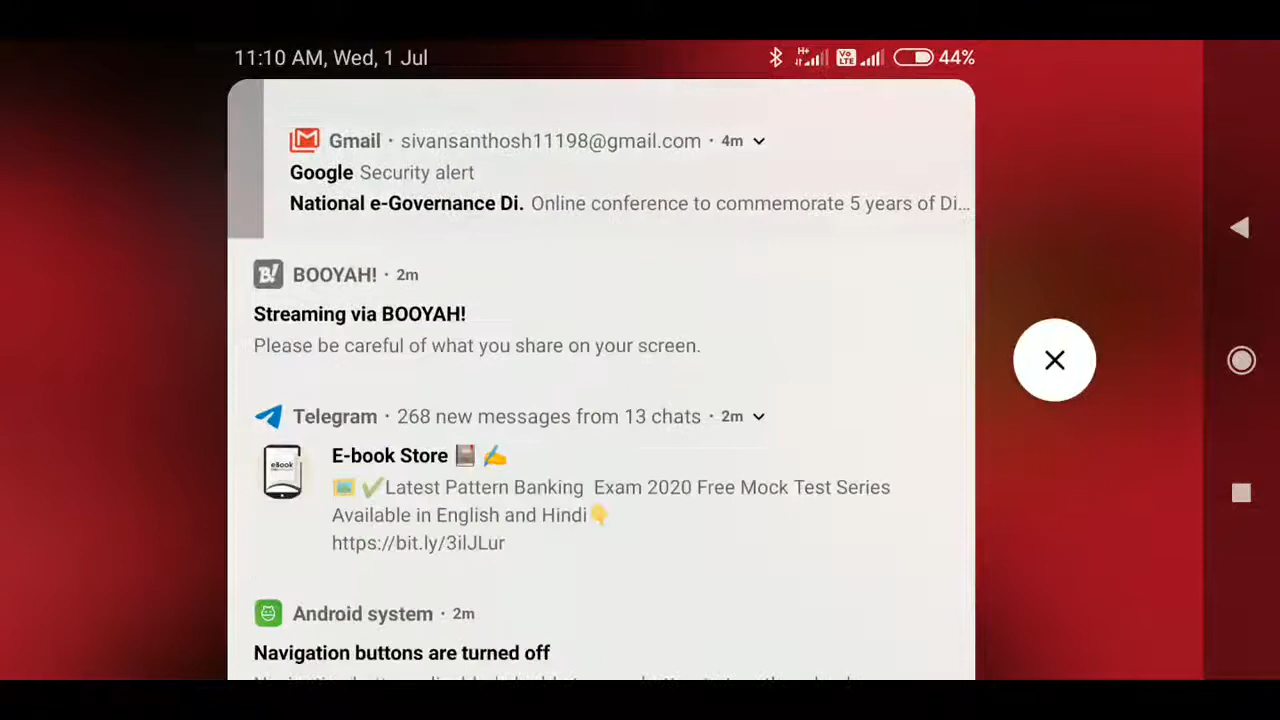 11:10 AM, Wed, 1 Jul
H+ Vo LTE 44%
Gmail · sivansanthosh11198@gmail.com · 4m
Google Security alert
National e-Governance Di. Online conference to commemorate 5 years of Di...
B! BOOYAH! · 2m
Streaming via BOOYAH!
Please be careful of what you share on your screen.
Telegram · 268 new messages from 13 chats · 2m
eBook
E-book Store 📔 ✍️
🖼 ✅Latest Pattern Banking Exam 2020 Free Mock Test Series
Available in English and Hindi👇
https://bit.ly/3ilJLur
Android system · 2m
Navigation buttons are turned off